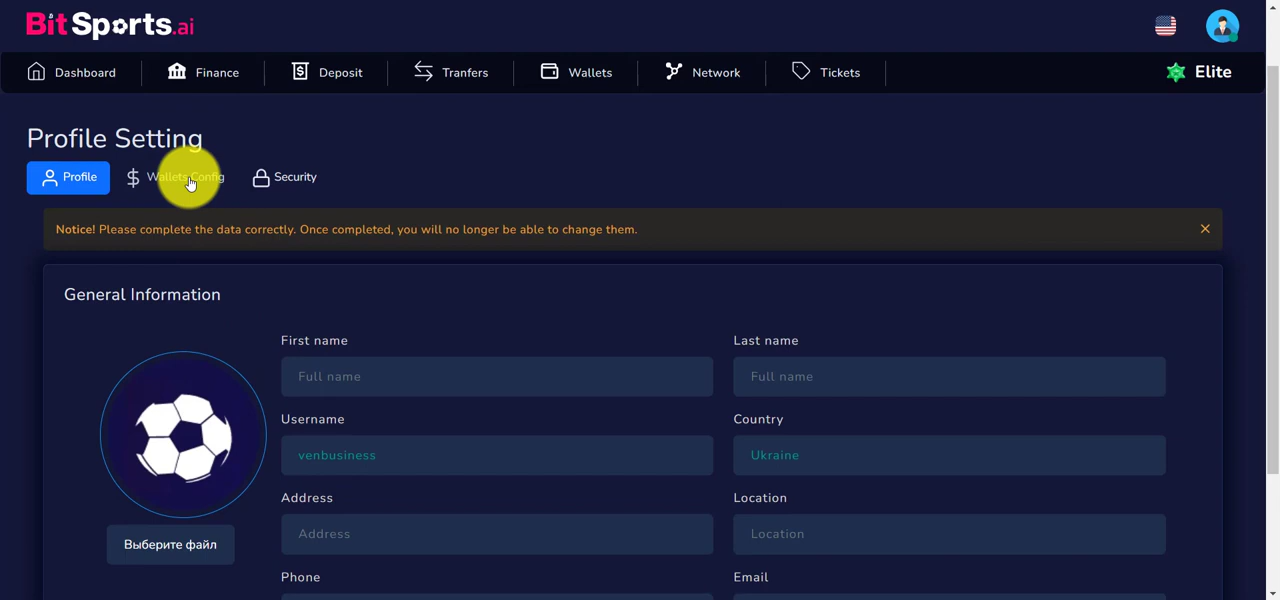 BitSports.ai
Dashboard Finance Deposit Tranfers Wallets Network Tickets Elite
Profile Setting
Profile Wallets Config Security
Notice! Please complete the data correctly. Once completed, you will no longer be able to change them.
General Information
First name Last name
Full name Full name
Username Country
venbusiness Ukraine
Address Location
Address Location
Выберите файл
Phone Email